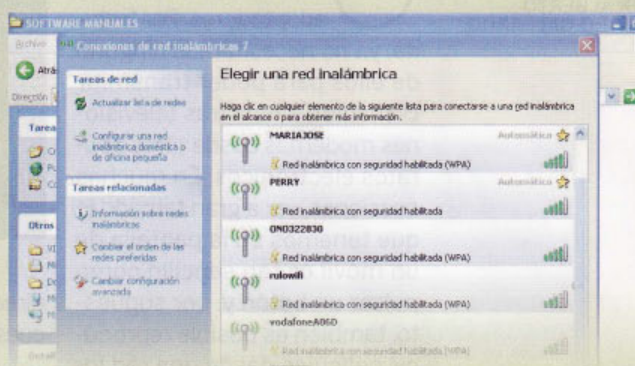 SOFTWARE MANUALES
Archivo
Conexiones de red inalámbricas 7
Atrá
Dirección
Tarea
Otros
Tareas de red
Actualizar lista de redes
Configurar una red
inalámbrica doméstica o
de oficina pequeña
Tareas relacionadas
Información sobre redes
inalámbricas
Cambiar el orden de las
redes preferidas
Cambiar configuración
avanzada
Elegir una red inalámbrica
Haga clic en cualquier elemento de la siguiente lista para conectarse a una red inalámbrica
en el alcance o para obtener más información.
MARIAJOSE
Automática
Red inalámbrica con seguridad habilitada (WPA)
PERRY
Automática
Red inalámbrica con seguridad habilitada
ONO322830
Red inalámbrica con seguridad habilitada (WPA)
rulowifi
Red inalámbrica con seguridad habilitada (WPA)
vodafoneA06D
Red inalámbrica con seguridad habilitada (WPA)